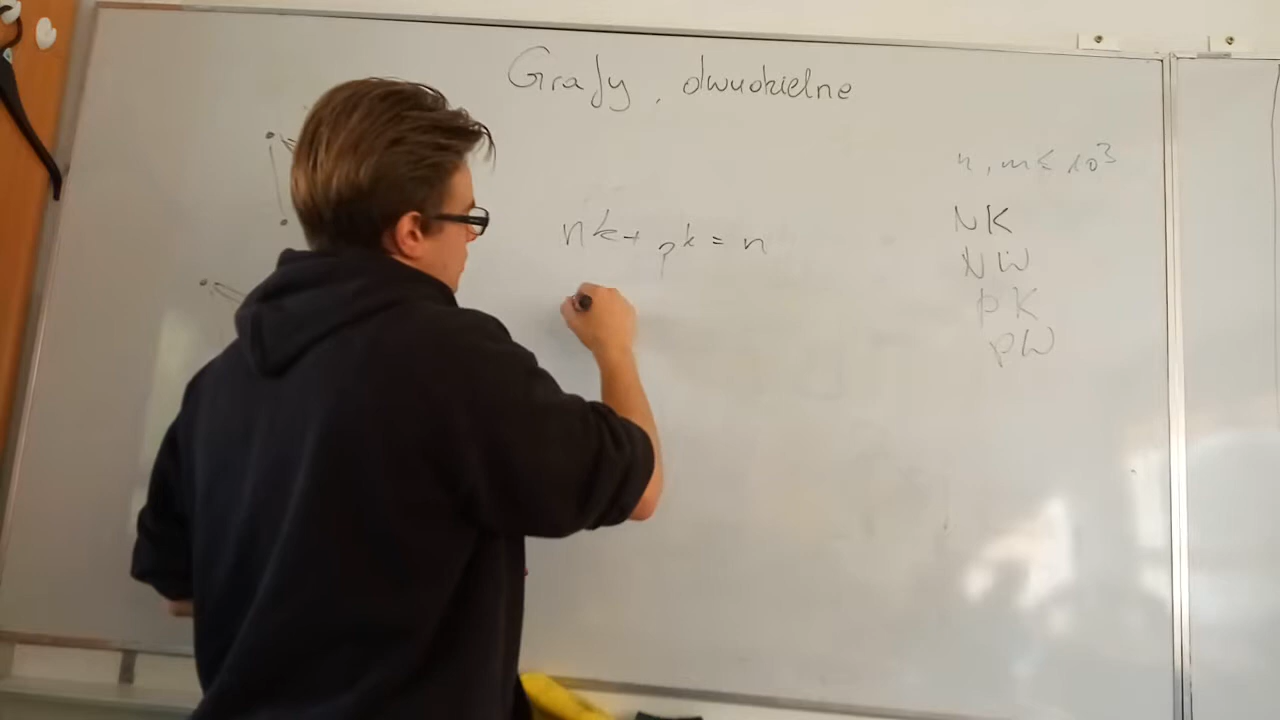 Grafy dwudzielne
n, m ≤ 10³
nk + pk = n
NK
NW
PK
PW